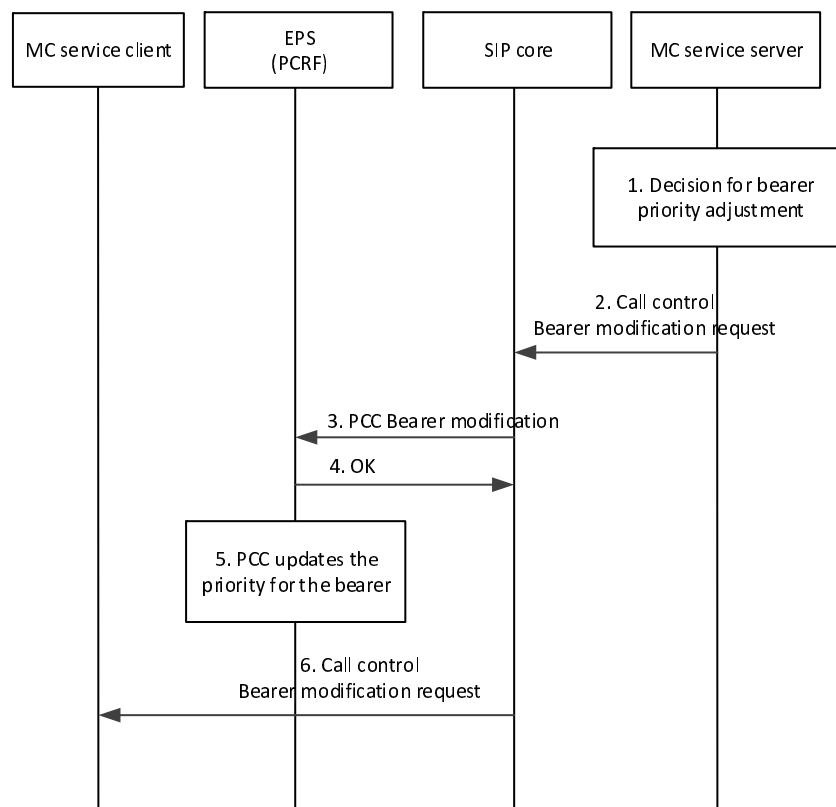 MC service client
EPS
(PCRF)
SIP core
MC service server
1. Decision for bearer
priority adjustment
2. Call control
Bearer modification request
3. PCC Bearer modification
4. OK
5. PCC updates the
priority for the bearer
6. Call control
Bearer modification request